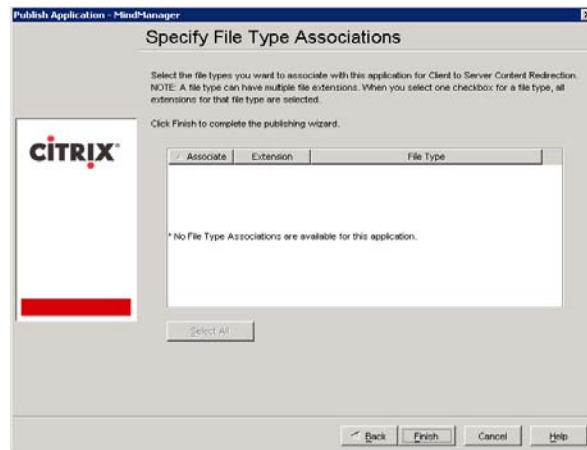 Publish Application - MindManager
Specify File Type Associations
Select the file types you want to associate with this application for Client to Server Content Redirection.
NOTE: A file type can have multiple file extensions. When you select one checkbox for a file type, all
extensions for that file type are selected.
Click Finish to complete the publishing wizard.
CITRIX
Associate Extension File Type
* No File Type Associations are available for this application.
Select All
Back Finish Cancel Help